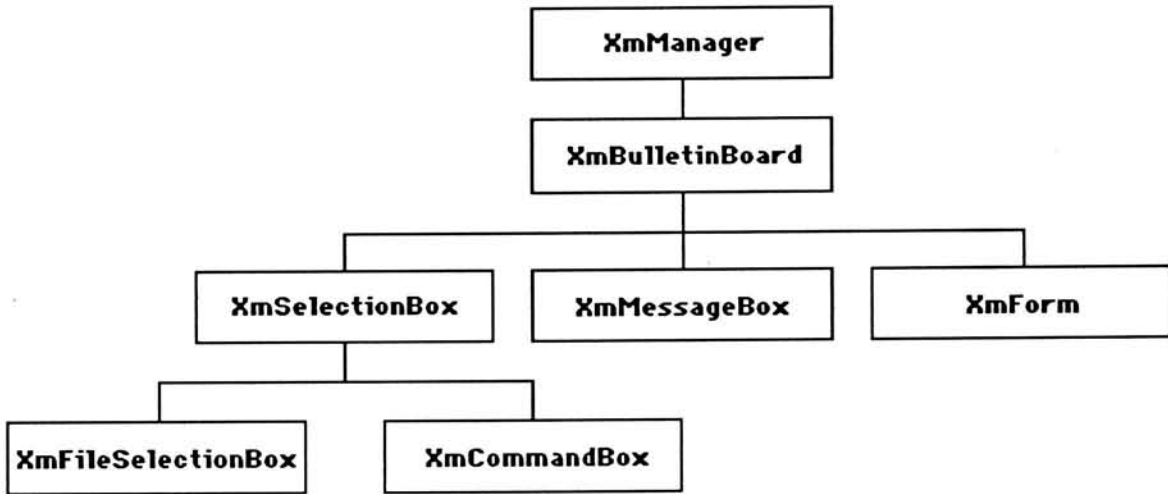 XmManager
XmBulletinBoard
XmSelectionBox
XmMessageBox
XmForm
XmFileSelectionBox
XmCommandBox